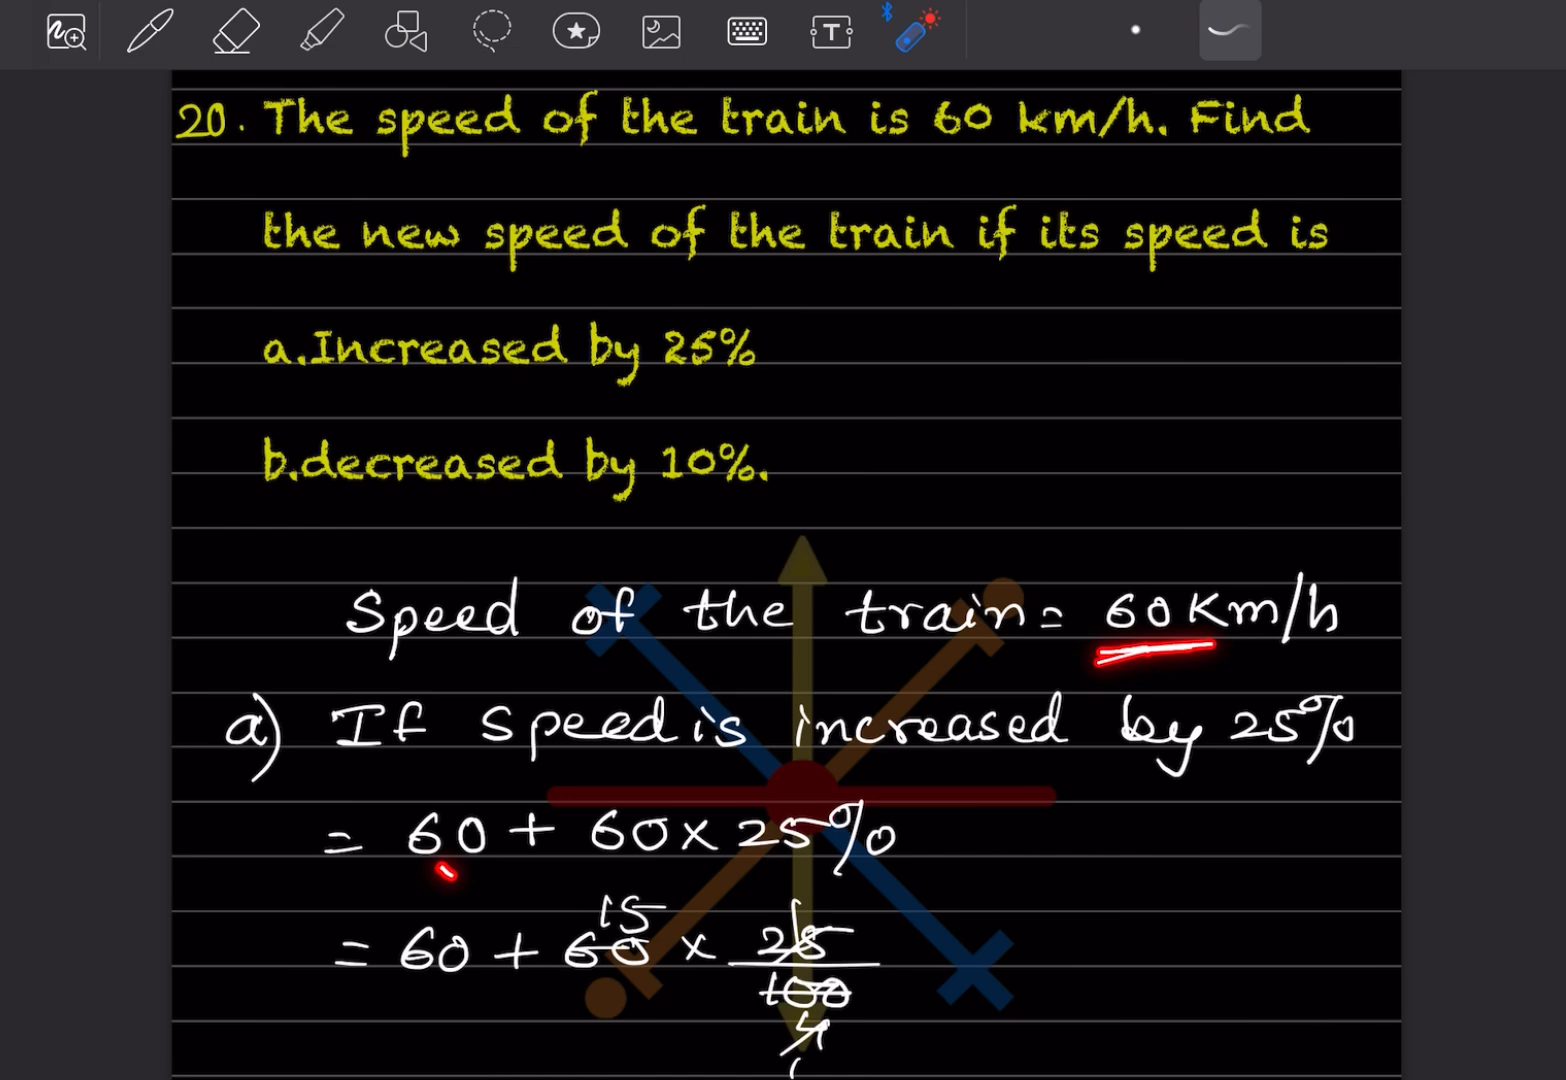 20. The speed of the train is 60 km/h. Find
the new speed of the train if its speed is
a.Increased by 25%
b.decreased by 10%.
Speed of the train = 60 Km/h
a) If speed is increased by 25%
= 60 + 60 x 25%
15 1
= 60 + 60 x 25
100
4
1